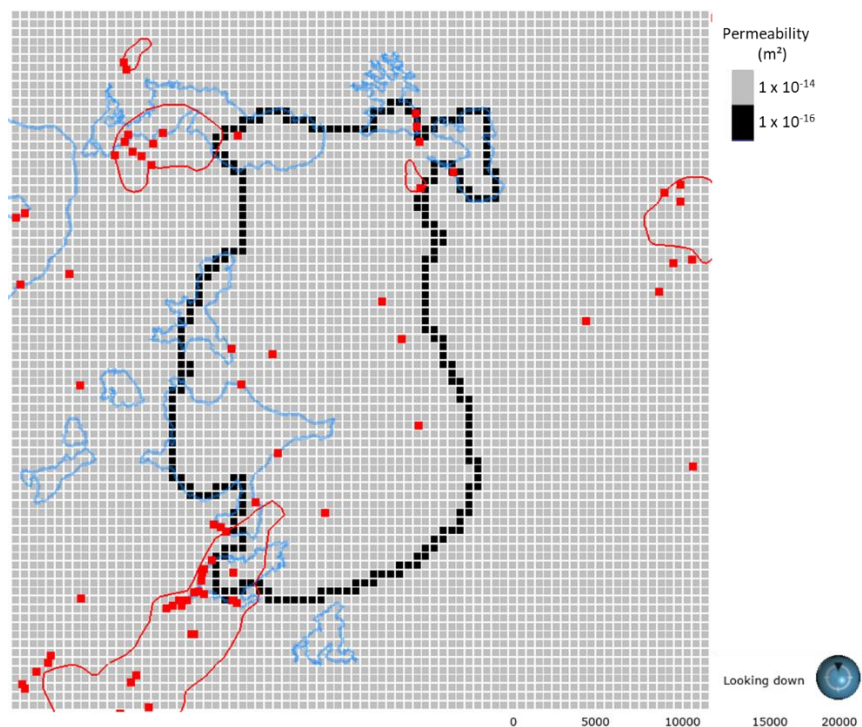 Permeability
(m²)
1 x 10⁻¹⁴
1 x 10⁻¹⁶
Looking down
0 5000 10000 15000 20000